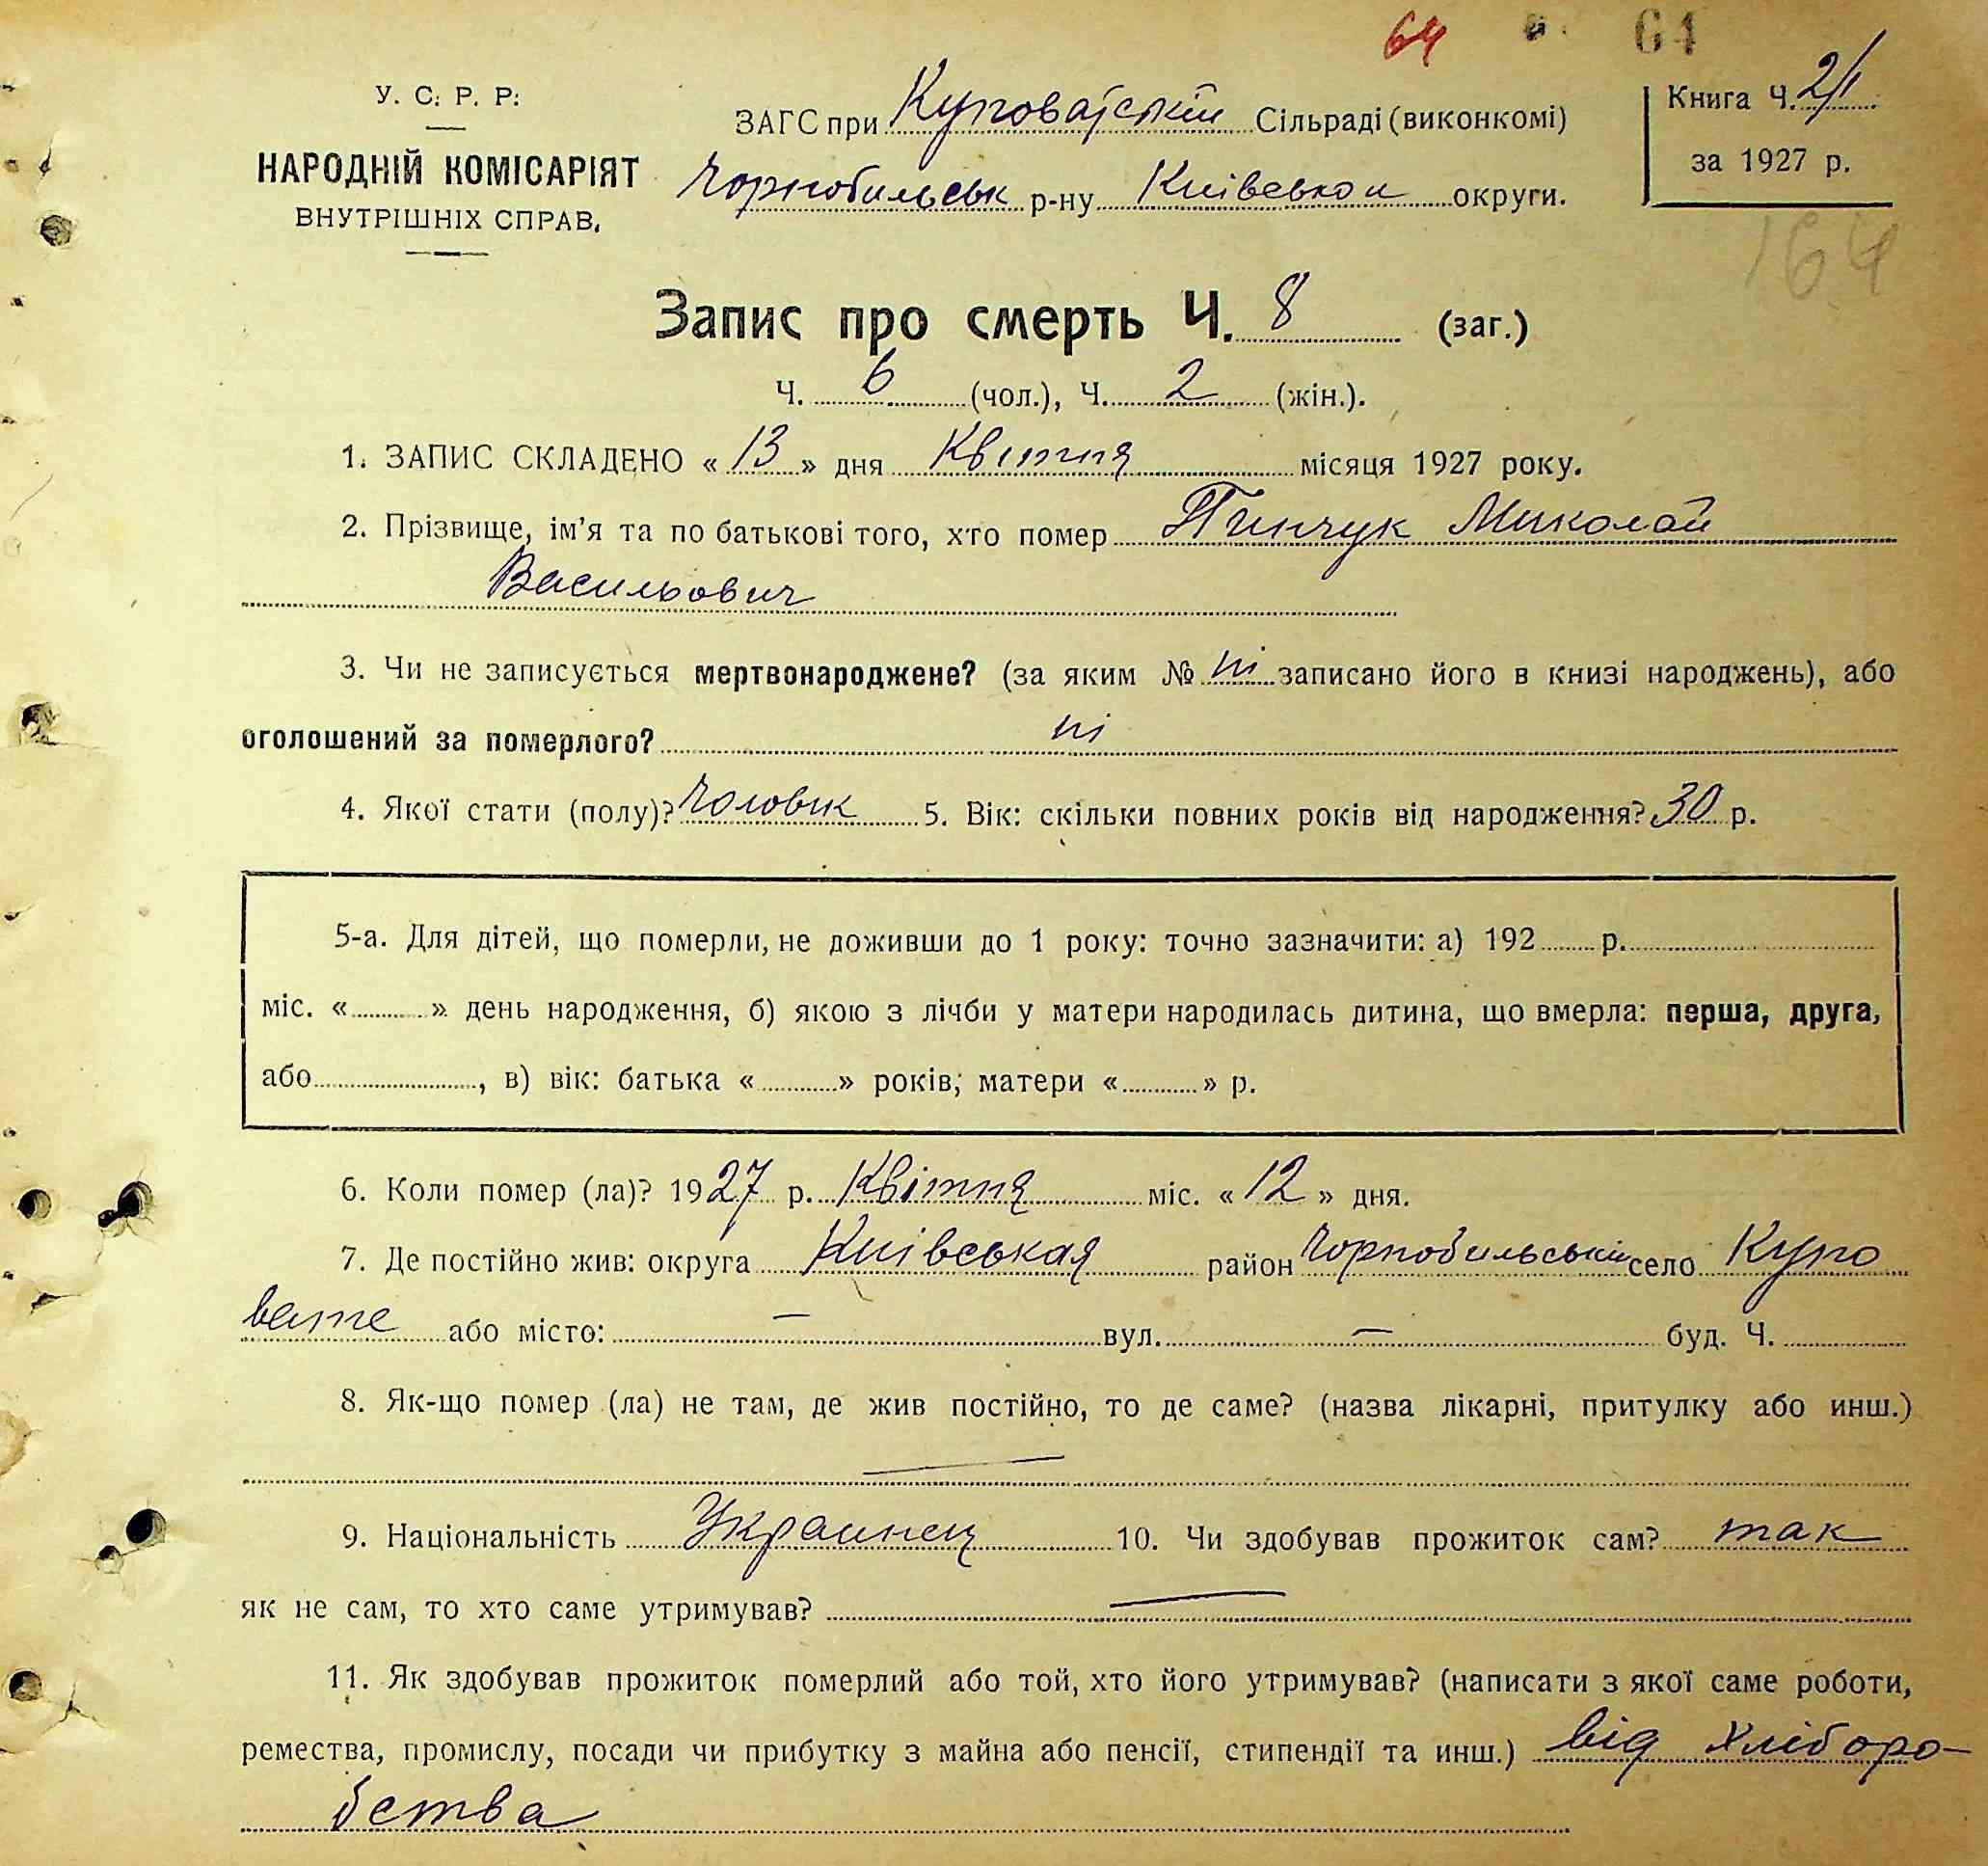 64 64
У. С. Р. Р.
НАРОДНІЙ КОМІСАРІЯТ
ВНУТРІШНІХ СПРАВ.
ЗАГС при Куповатській Сільраді (виконкомі)
Чорнобильськ р-ну Київськои округи.
Книга Ч. 2/1
за 1927 р.
164
Запис про смерть Ч. 8 (заг.)
Ч. 6 (чол.), Ч. 2 (жін.).
1. ЗАПИС СКЛАДЕНО « 13 » дня Квітня місяця 1927 року.
2. Прізвище, ім’я та по батькові того, хто помер Пинчук Миколай
Васильович
3. Чи не записується мертвонароджене? (за яким № ні записано його в книзі народжень), або
оголошений за померлого? ні
4. Якої стати (полу)? Чоловік 5. Вік: скільки повних років від народження? 30 р.
5-а. Для дітей, що померли, не доживши до 1 року: точно зазначити: а) 192 р.
міс. « » день народження, б) якою з лічби у матери народилась дитина, що вмерла: перша, друга,
або , в) вік: батька « » років; матери « » р.
6. Коли помер (ла)? 1927 р. Квітня міс. « 12 » дня.
7. Де постійно жив: округа Київськая район Чорнобильський село Купо
вате або місто: — вул. — буд. Ч.
8. Як-що помер (ла) не там, де жив постійно, то де саме? (назва лікарні, притулку або инш.)
—
9. Національність Украинец 10. Чи здобував прожиток сам? так
як не сам, то хто саме утримував? —
11. Як здобував прожиток померлий або той, хто його утримував? (написати з якої саме роботи,
ремества, промислу, посади чи прибутку з майна або пенсії, стипендії та инш.) від хліборо-
бства